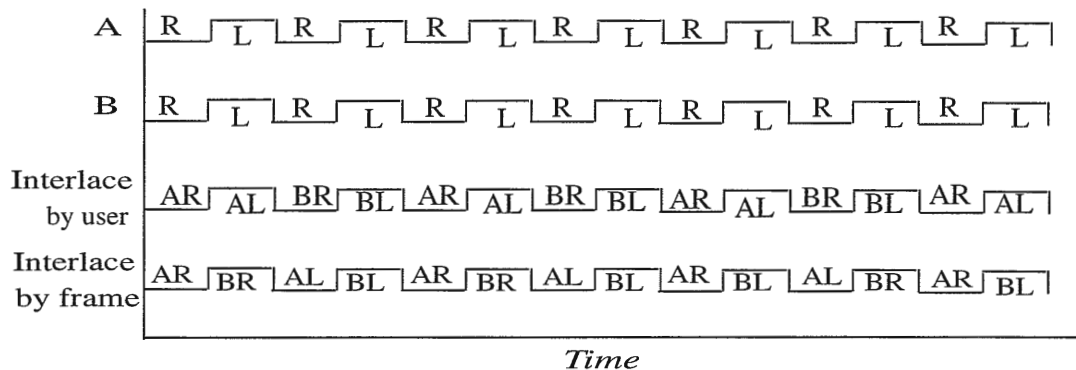 A R L R L R L R L R L R L R L
B R L R L R L R L R L R L R L
Interlace by user AR AL BR BL AR AL BR BL AR AL BR BL AR AL
Interlace by frame AR BR AL BL AR BR AL BL AR BL AL BR AR BL
Time